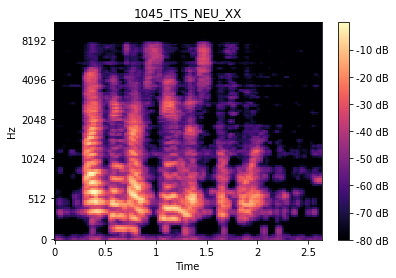 1045_ITS_NEU_XX
8192
4096
2048
1024
512
0
Hz
0
0.5
1
1.5
2
2.5
Time
-10 dB
-20 dB
-30 dB
-40 dB
-50 dB
-60 dB
-70 dB
-80 dB